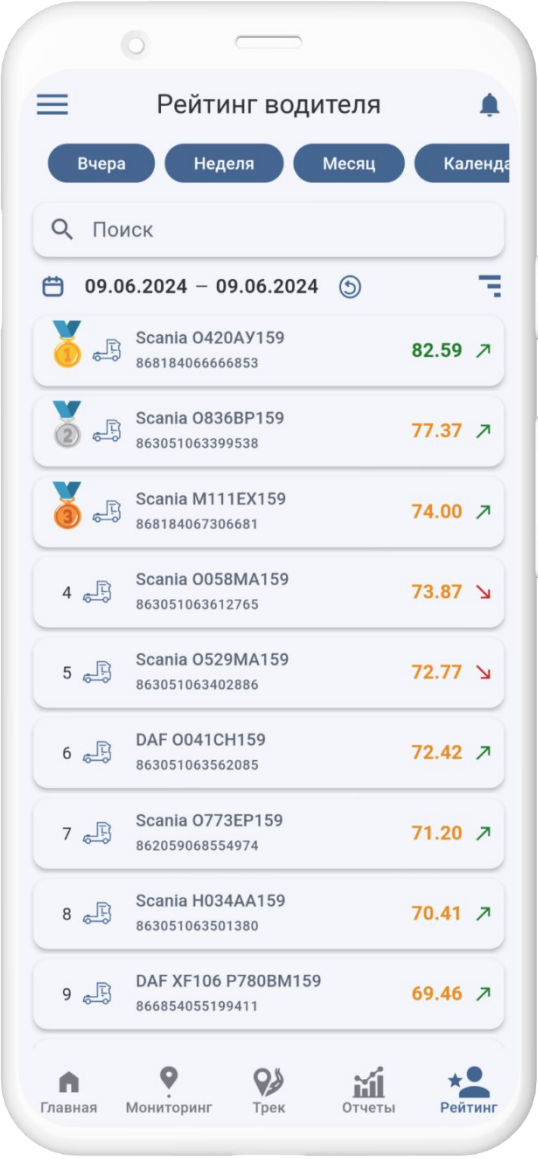 Рейтинг водителя
Вчера Неделя Месяц Календа
Поиск
09.06.2024 – 09.06.2024
1 Scania О420АУ159 82.59
868184066666853
2 Scania О836ВР159 77.37
863051063399538
3 Scania М111ЕХ159 74.00
868184067306681
4 Scania О058МА159 73.87
863051063612765
5 Scania О529МА159 72.77
863051063402886
6 DAF О041СН159 72.42
863051063562085
7 Scania О773ЕР159 71.20
862059068554974
8 Scania Н034АА159 70.41
863051063501380
9 DAF XF106 Р780ВМ159 69.46
866854055199411
Главная Мониторинг Трек Отчеты Рейтинг